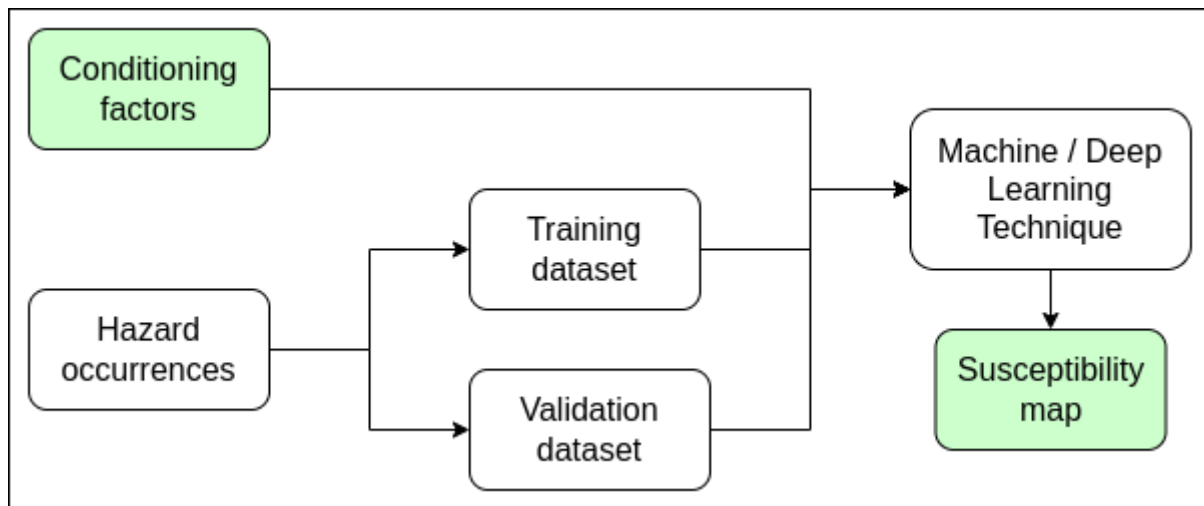 Conditioning
factors
Hazard
occurrences
Training
dataset
Validation
dataset
Machine / Deep
Learning
Technique
Susceptibility
map